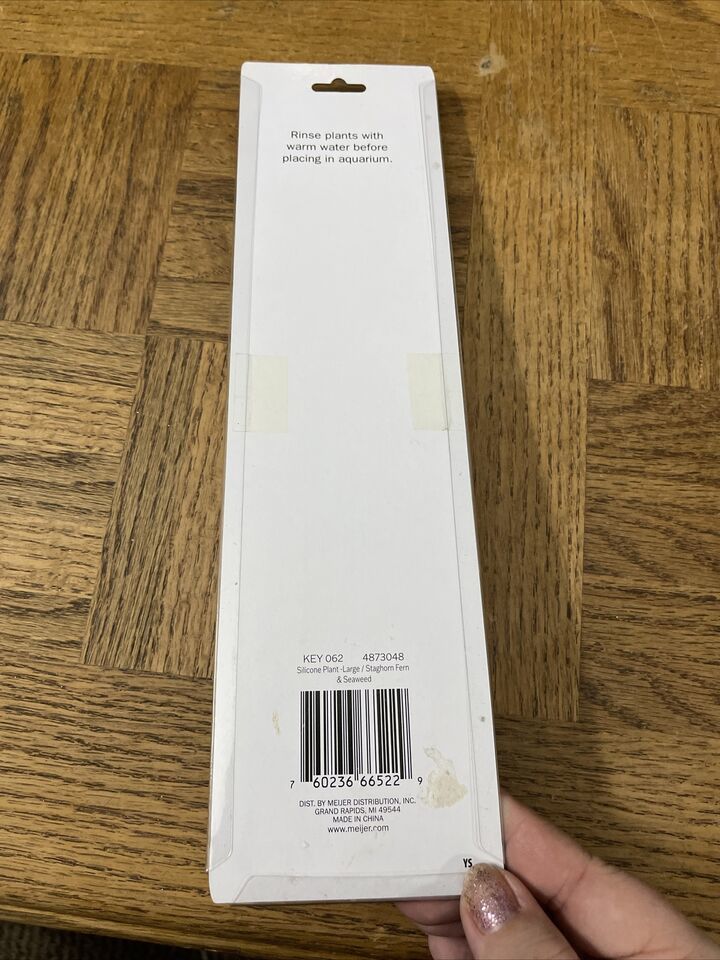 Rinse plants with
warm water before
placing in aquarium.
KEY 062 4873048
Silicone Plant-Large / Staghorn Fern
& Seaweed
7 60236 66522 9
DIST. BY MEIJER DISTRIBUTION, INC.
GRAND RAPIDS, MI 49544
MADE IN CHINA
www.meijer.com
YS